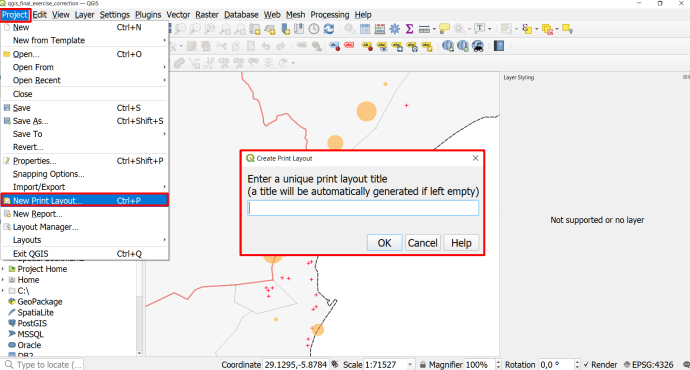 qgis_final_exercise_correction — QGIS
Project Edit View Layer Settings Plugins Vector Raster Database Web Mesh Processing Help
New Ctrl+N
New from Template
Open... Ctrl+O
Open From
Open Recent
Close
Save Ctrl+S
Save As... Ctrl+Shift+S
Save To
Revert...
Properties... Ctrl+Shift+P
Snapping Options...
Import/Export
New Print Layout... Ctrl+P
New Report...
Layout Manager...
Layouts
Exit QGIS Ctrl+Q
Layer Styling
Create Print Layout
Enter a unique print layout title
(a title will be automatically generated if left empty)
OK Cancel Help
Not supported or no layer
Project Home
Home
C:\
GeoPackage
SpatiaLite
PostGIS
MSSQL
Oracle
DB2
Type to locate (... Coordinate 29.1295,-5.8784 Scale 1:71527 Magnifier 100% Rotation 0,0 ° Render EPSG:4326